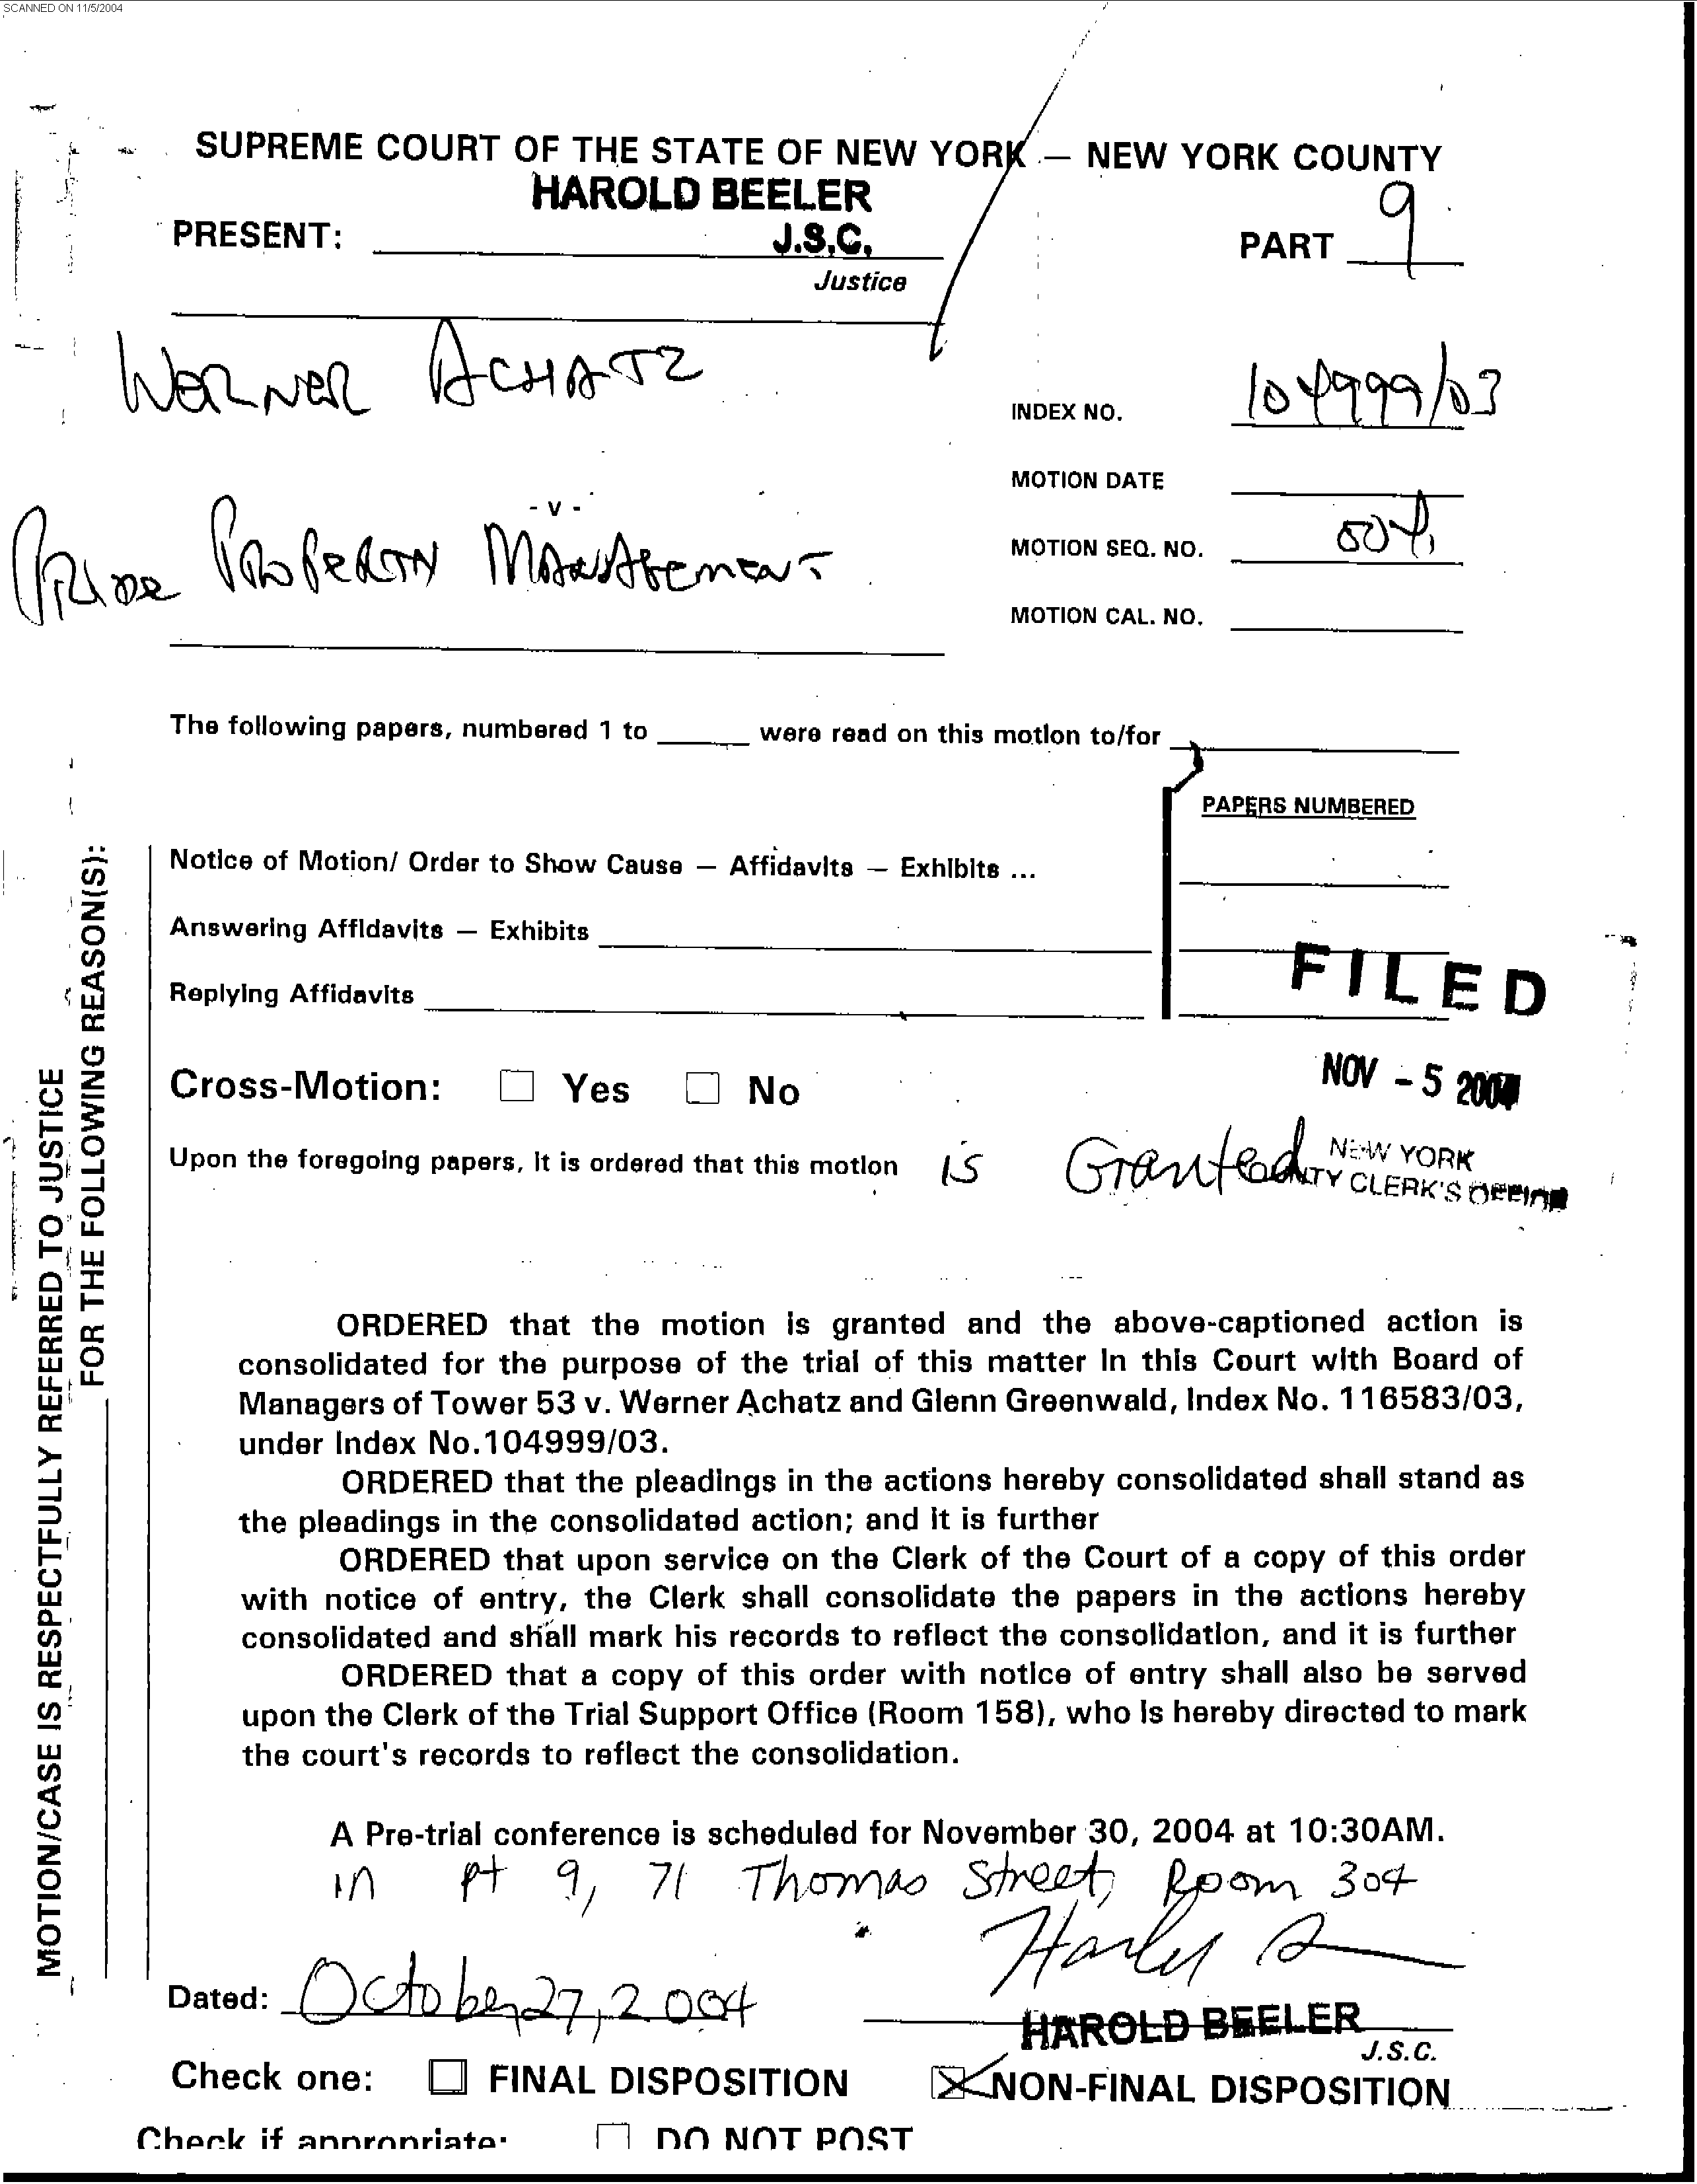 SCANNED ON 11/5/2004
SUPREME COURT OF THE STATE OF NEW YORK — NEW YORK COUNTY
HAROLD BEELER
J.S.C.
PRESENT:
Justice
PART 9
WERNER ACHATZ
INDEX NO. 104999/03
MOTION DATE
- v -
PRIDE PROPERTY MANAGEMENT
MOTION SEQ. NO. 004
MOTION CAL. NO.
The following papers, numbered 1 to ____ were read on this motion to/for
PAPERS NUMBERED
Notice of Motion/ Order to Show Cause — Affidavits — Exhibits ...
Answering Affidavits — Exhibits
Replying Affidavits
FILED
NOV - 5 2004
Cross-Motion: ☐ Yes ☐ No
Upon the foregoing papers, it is ordered that this motion is Granted
NEW YORK
NTY CLERK'S OFFICE
ORDERED that the motion is granted and the above-captioned action is
consolidated for the purpose of the trial of this matter in this Court with Board of
Managers of Tower 53 v. Werner Achatz and Glenn Greenwald, Index No. 116583/03,
under Index No.104999/03.
ORDERED that the pleadings in the actions hereby consolidated shall stand as
the pleadings in the consolidated action; and it is further
ORDERED that upon service on the Clerk of the Court of a copy of this order
with notice of entry, the Clerk shall consolidate the papers in the actions hereby
consolidated and shall mark his records to reflect the consolidation, and it is further
ORDERED that a copy of this order with notice of entry shall also be served
upon the Clerk of the Trial Support Office (Room 158), who is hereby directed to mark
the court's records to reflect the consolidation.
A Pre-trial conference is scheduled for November 30, 2004 at 10:30AM.
in pt 9, 71 Thomas Street, Room 304
Dated: October 27, 2004
HAROLD BEELER
J.S.C.
Check one: ☐ FINAL DISPOSITION ☒ NON-FINAL DISPOSITION
Check if appropriate: ☐ DO NOT POST
MOTION/CASE IS RESPECTFULLY REFERRED TO JUSTICE
FOR THE FOLLOWING REASON(S):